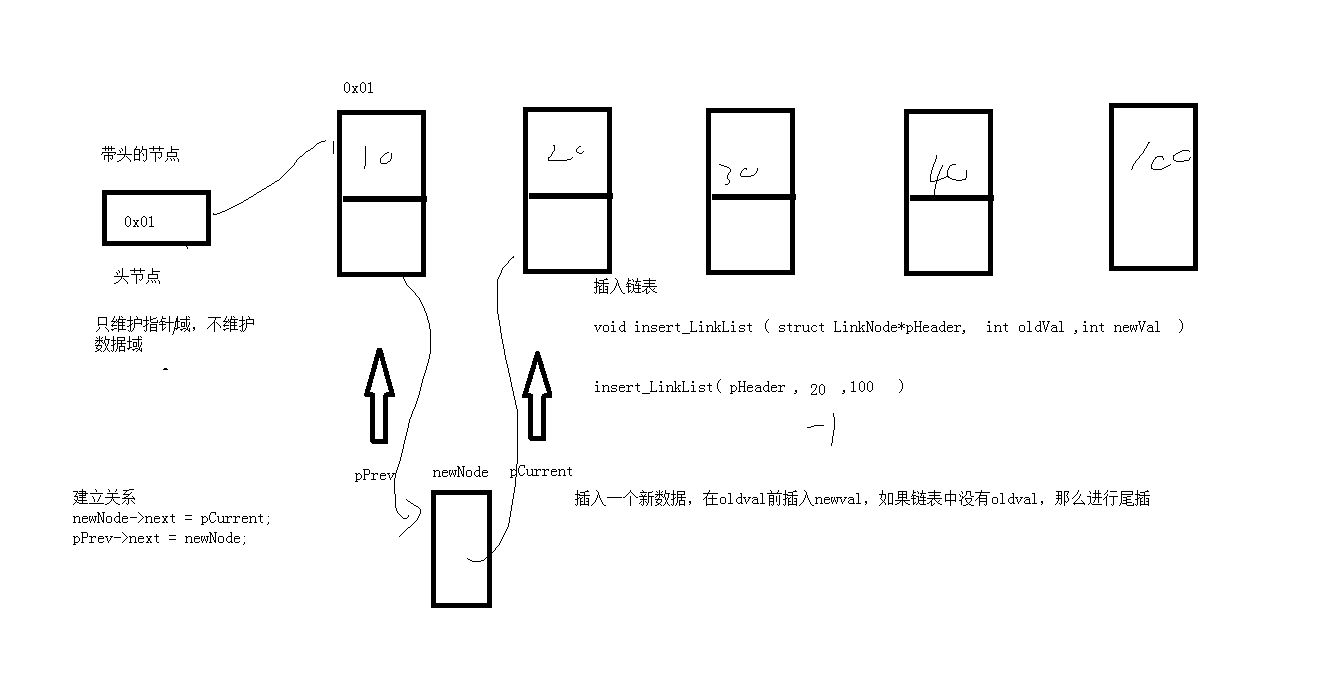 0x01
10
20
30
40
100
带头的节点
0x01
头节点
只维护指针域，不维护
数据域
插入链表
void insert_LinkList ( struct LinkNode*pHeader,  int oldVal ,int newVal  )
insert_LinkList( pHeader , 20 ,100  )
-1
pPrev
newNode
pCurrent
建立关系
newNode->next = pCurrent;
pPrev->next = newNode;
插入一个新数据，在oldval前插入newval，如果链表中没有oldval，那么进行尾插